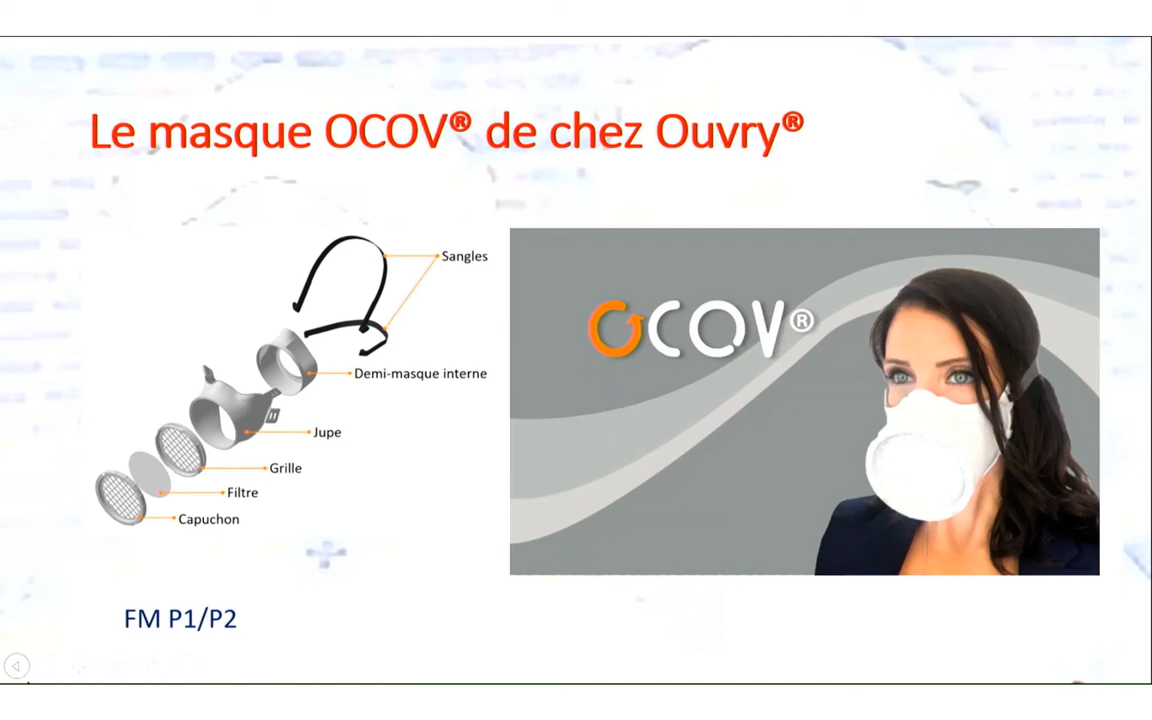 Le masque OCOV® de chez Ouvry®
Sangles
Demi-masque interne
Jupe
Grille
Filtre
Capuchon
OCOV®
FM P1/P2